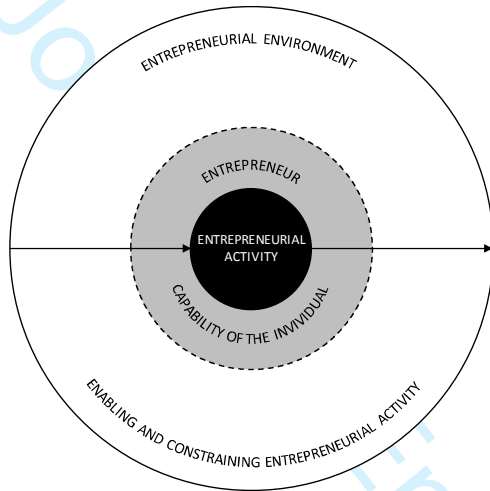 ENTREPRENEURIAL ENVIRONMENT
ENTREPRENEUR
ENTREPRENEURIAL
ACTIVITY
CAPABILITY OF THE INVIVIDUAL
ENABLING AND CONSTRAINING ENTREPRENEURIAL ACTIVITY